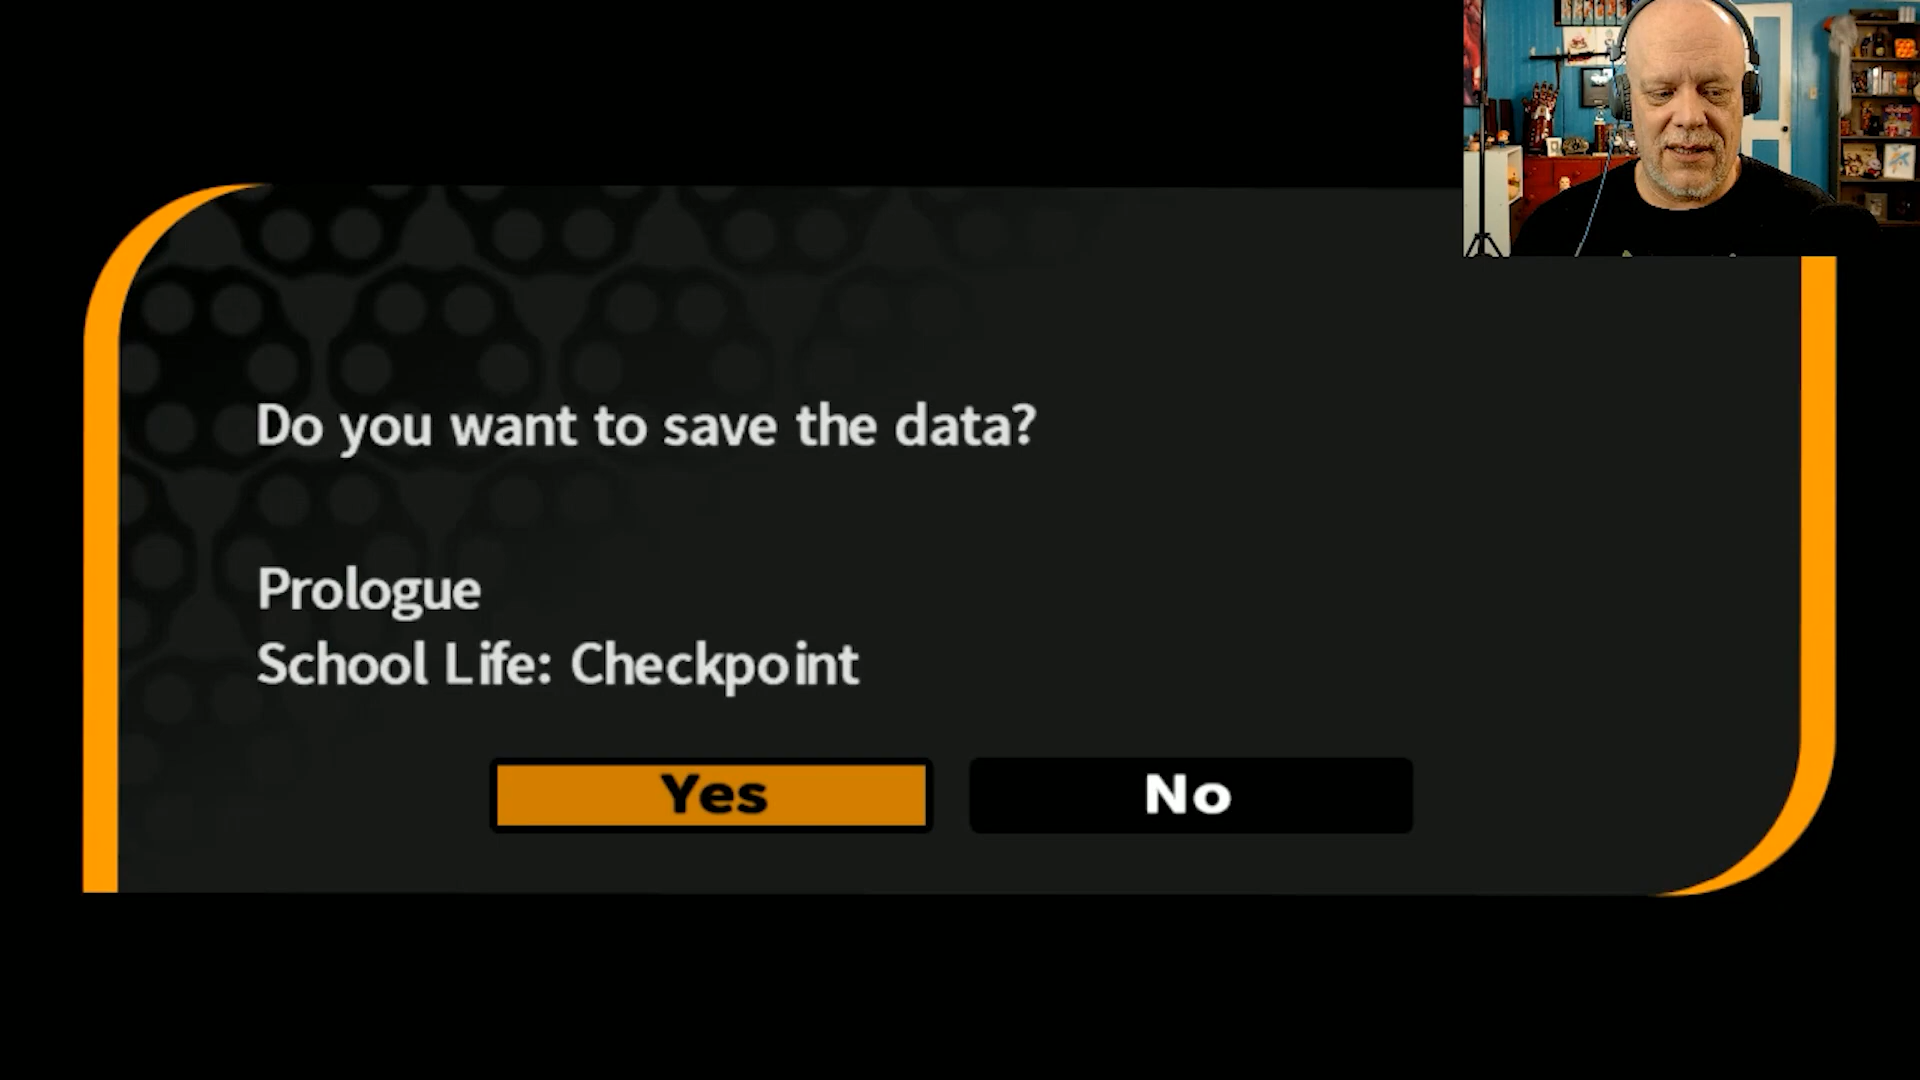 Do you want to save the data?
Prologue
School Life: Checkpoint
Yes
No